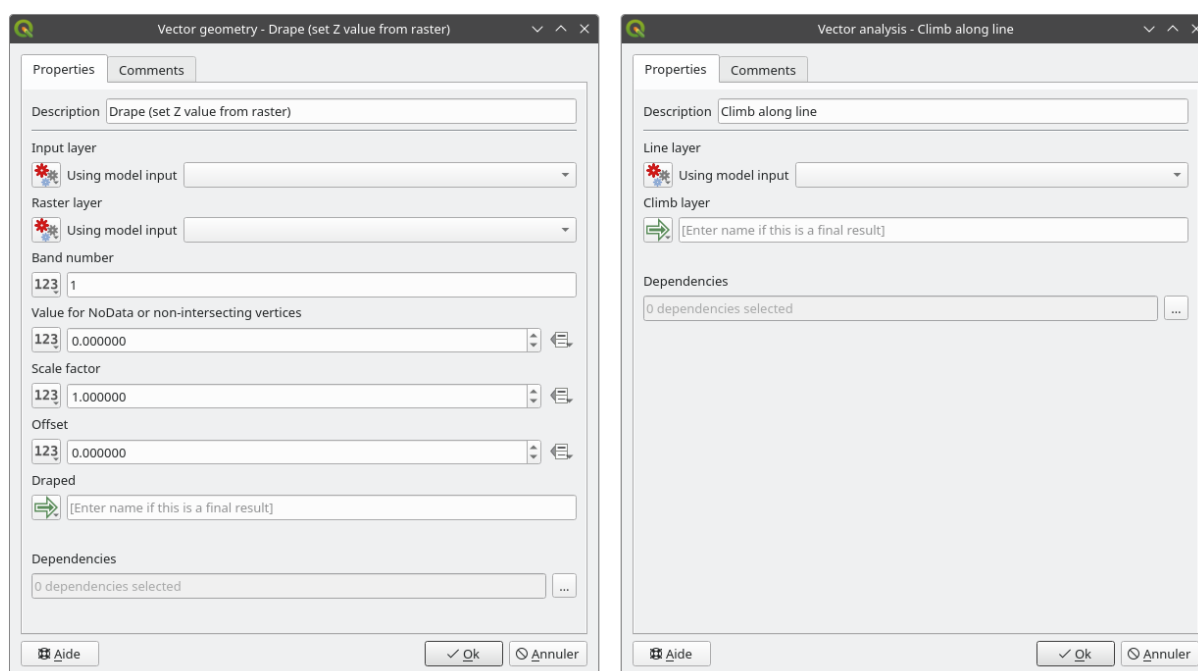 Vector geometry - Drape (set Z value from raster)
Properties
Comments
Description
Drape (set Z value from raster)
Input layer
Using model input
Raster layer
Using model input
Band number
123
1
Value for NoData or non-intersecting vertices
123
0.000000
Scale factor
123
1.000000
Offset
123
0.000000
Draped
[Enter name if this is a final result]
Dependencies
0 dependencies selected
...
Aide
Ok
Annuler
Vector analysis - Climb along line
Properties
Comments
Description
Climb along line
Line layer
Using model input
Climb layer
[Enter name if this is a final result]
Dependencies
0 dependencies selected
...
Aide
Ok
Annuler